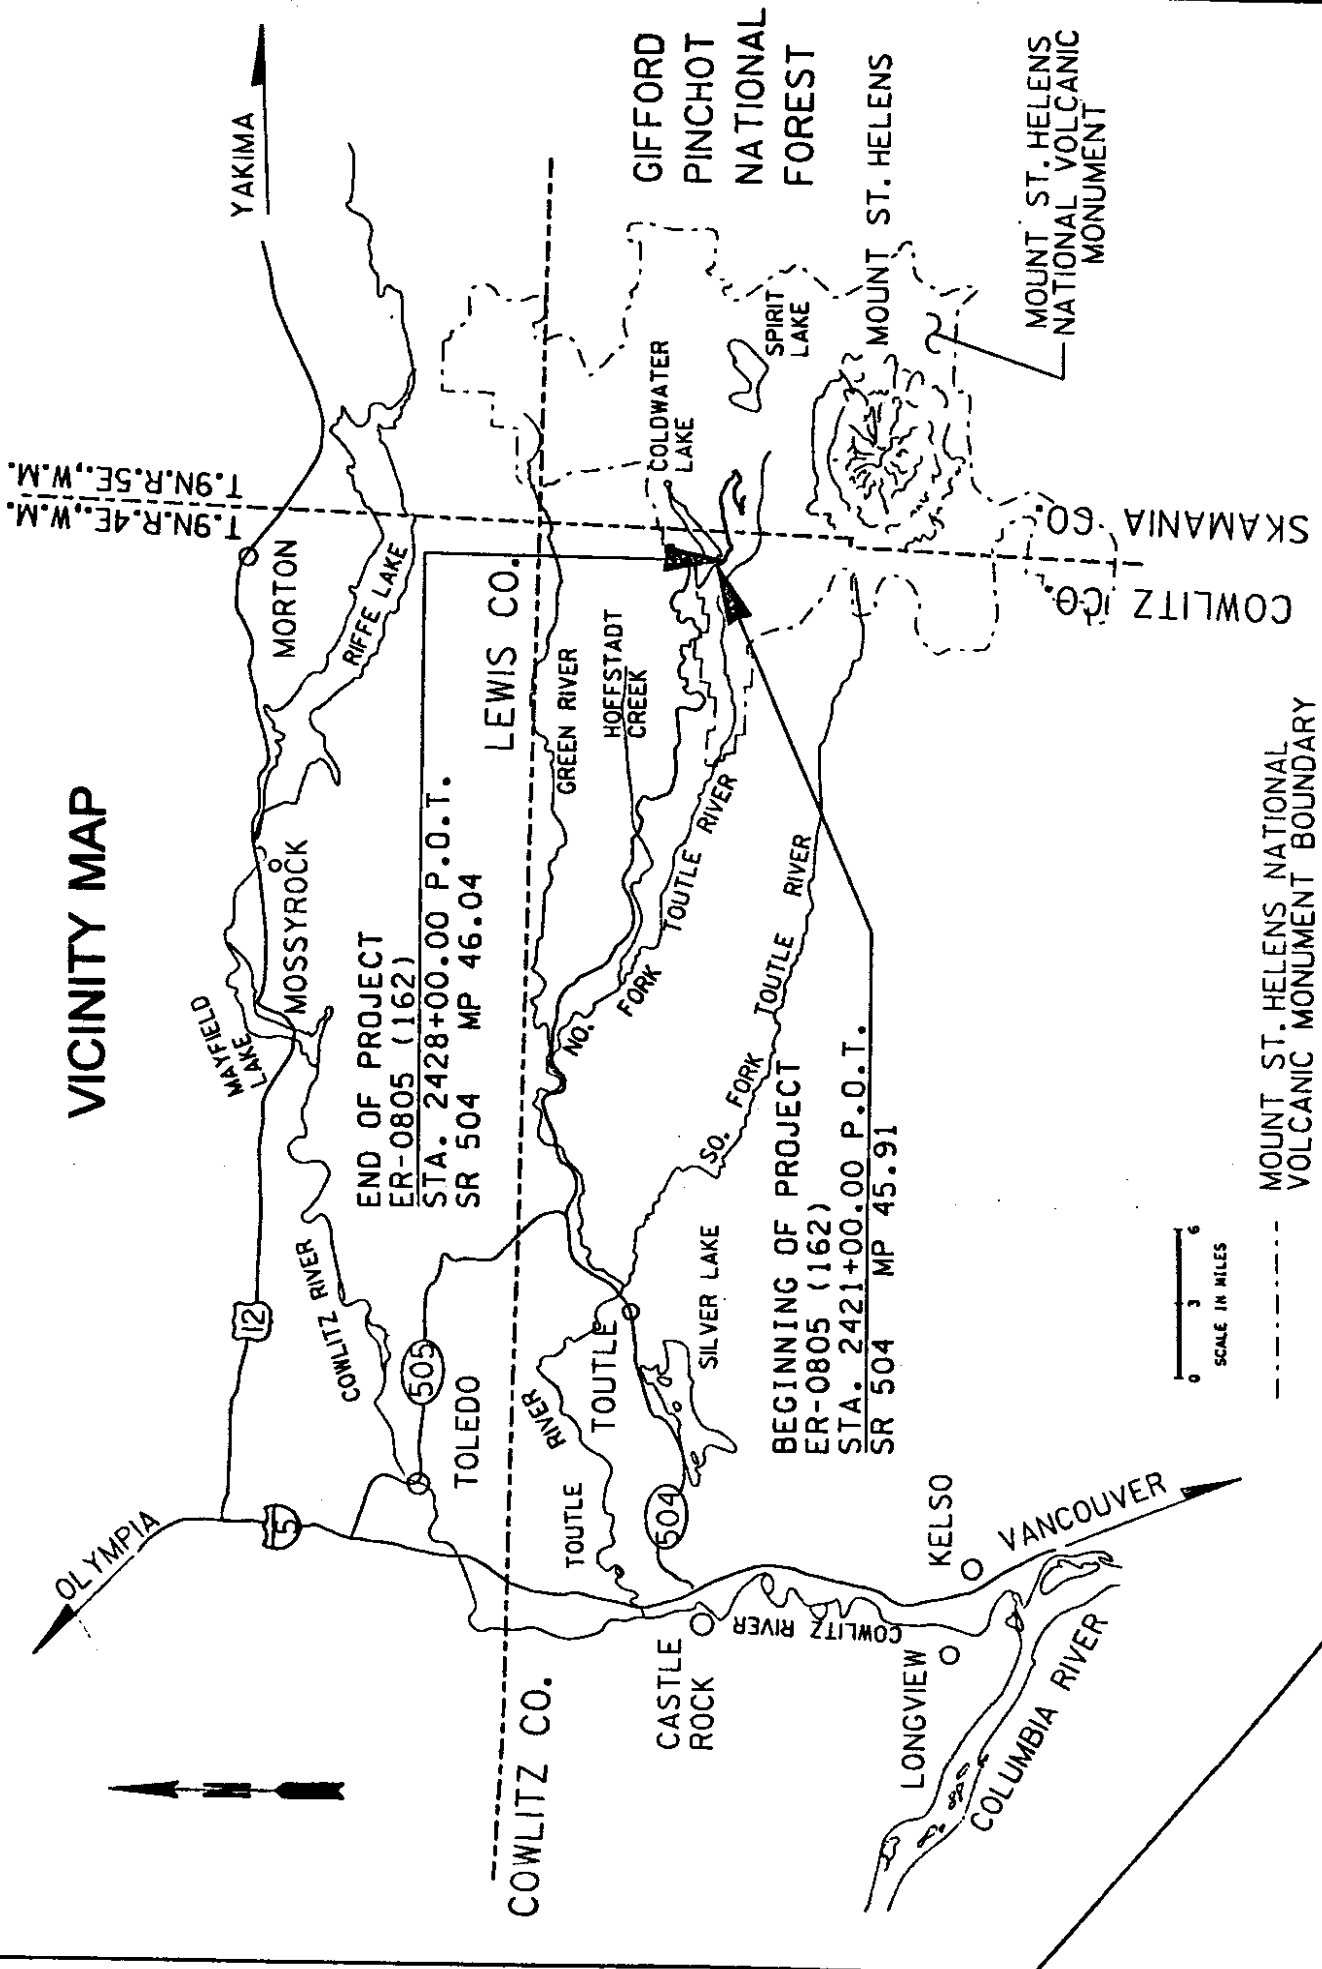 VICINITY MAP
OLYMPIA
5
12
YAKIMA
T.9N.R.4E.,W.M.
T.9N.R.5E.,W.M.
MORTON
RIFFE LAKE
MOSSYROCK
MAYFIELD
LAKE
COWLITZ RIVER
505
TOLEDO
END OF PROJECT
ER-0805 (162)
STA. 2428+00.00 P.O.T.
SR 504 MP 46.04
LEWIS CO.
COWLITZ CO.
GREEN RIVER
HOFFSTADT
CREEK
NO. FORK TOUTLE RIVER
SO. FORK TOUTLE RIVER
TOUTLE RIVER
TOUTLE
SILVER LAKE
504
CASTLE
ROCK
COWLITZ RIVER
KELSO
LONGVIEW
VANCOUVER
COLUMBIA RIVER
BEGINNING OF PROJECT
ER-0805 (162)
STA. 2421+00.00 P.O.T.
SR 504 MP 45.91
COLDWATER
LAKE
SPIRIT
LAKE
GIFFORD
PINCHOT
NATIONAL
FOREST
MOUNT ST. HELENS
MOUNT ST. HELENS
NATIONAL VOLCANIC
MONUMENT
SKAMANIA CO.
COWLITZ CO.
0 3 6
SCALE IN MILES
MOUNT ST. HELENS NATIONAL
VOLCANIC MONUMENT BOUNDARY
N